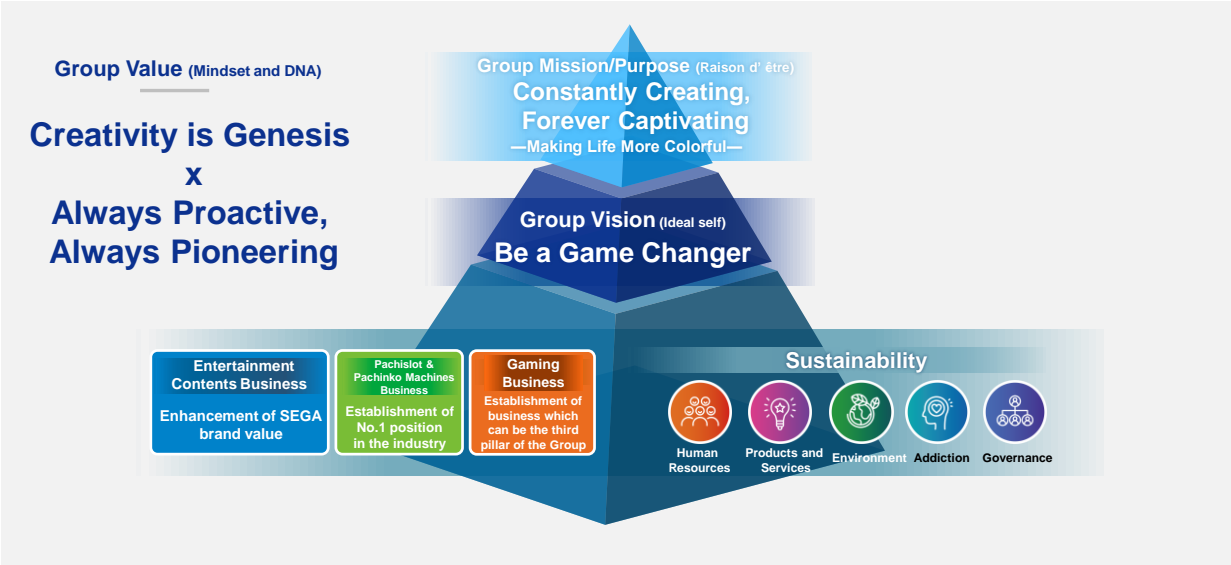 Group Value (Mindset and DNA)
Creativity is Genesis
x
Always Proactive,
Always Pioneering
Group Mission/Purpose (Raison d' être)
Constantly Creating,
Forever Captivating
—Making Life More Colorful—
Group Vision (Ideal self)
Be a Game Changer
Entertainment
Contents Business
Enhancement of SEGA
brand value
Pachislot &
Pachinko Machines
Business
Establishment of
No.1 position
in the industry
Gaming
Business
Establishment of
business which
can be the third
pillar of the Group
Sustainability
Human
Resources
Products and
Services
Environment
Addiction
Governance